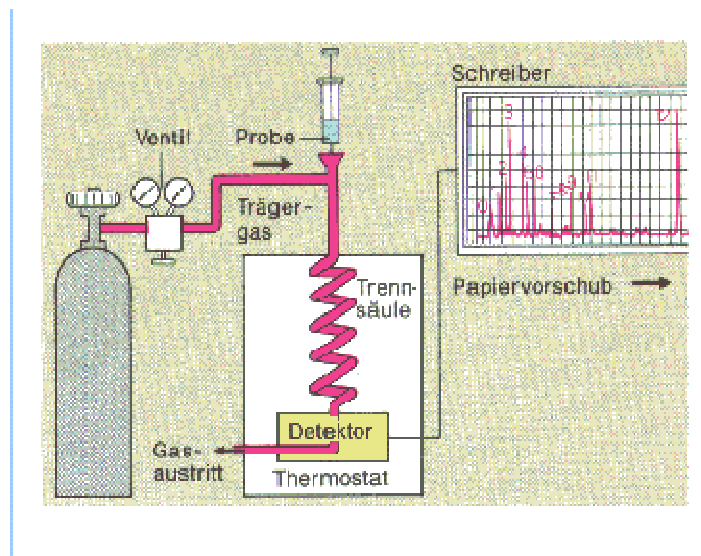 Schreiber
Ventil
Probe
Träger-
gas
Trenn-
säule
Papiervorschub
Detektor
Gas-
austritt
Thermostat